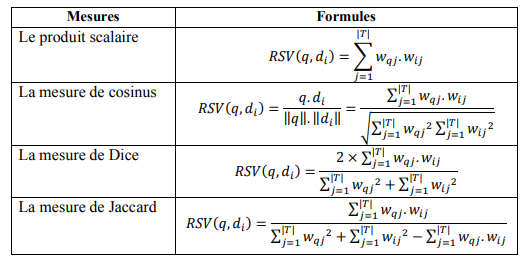 Mesures Formules
Le produit scalaire
RSV(q, d_i) = \sum_{j=1}^{|T|} w_{qj}.w_{ij}
La mesure de cosinus
RSV(q, d_i) = \frac{q.d_i}{\|q\|.\|d_i\|} = \frac{\sum_{j=1}^{|T|} w_{qj}.w_{ij}}{\sqrt{\sum_{j=1}^{|T|} {w_{qj}}^2 \sum_{j=1}^{|T|} {w_{ij}}^2}}
La mesure de Dice
RSV(q, d_i) = \frac{2 \times \sum_{j=1}^{|T|} w_{qj}.w_{ij}}{\sum_{j=1}^{|T|} {w_{qj}}^2 + \sum_{j=1}^{|T|} {w_{ij}}^2}
La mesure de Jaccard
RSV(q, d_i) = \frac{\sum_{j=1}^{|T|} w_{qj}.w_{ij}}{\sum_{j=1}^{|T|} {w_{qj}}^2 + \sum_{j=1}^{|T|} {w_{ij}}^2 - \sum_{j=1}^{|T|} w_{qj}.w_{ij}}